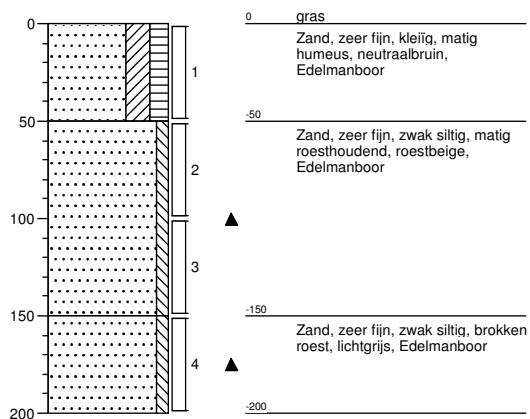 0
50
100
150
200
1
2
3
4
0
gras
Zand, zeer fijn, kleiïg, matig
humeus, neutraalbruin,
Edelmanboor
-50
Zand, zeer fijn, zwak siltig, matig
roesthoudend, roestbeige,
Edelmanboor
-150
Zand, zeer fijn, zwak siltig, brokken
roest, lichtgrijs, Edelmanboor
-200